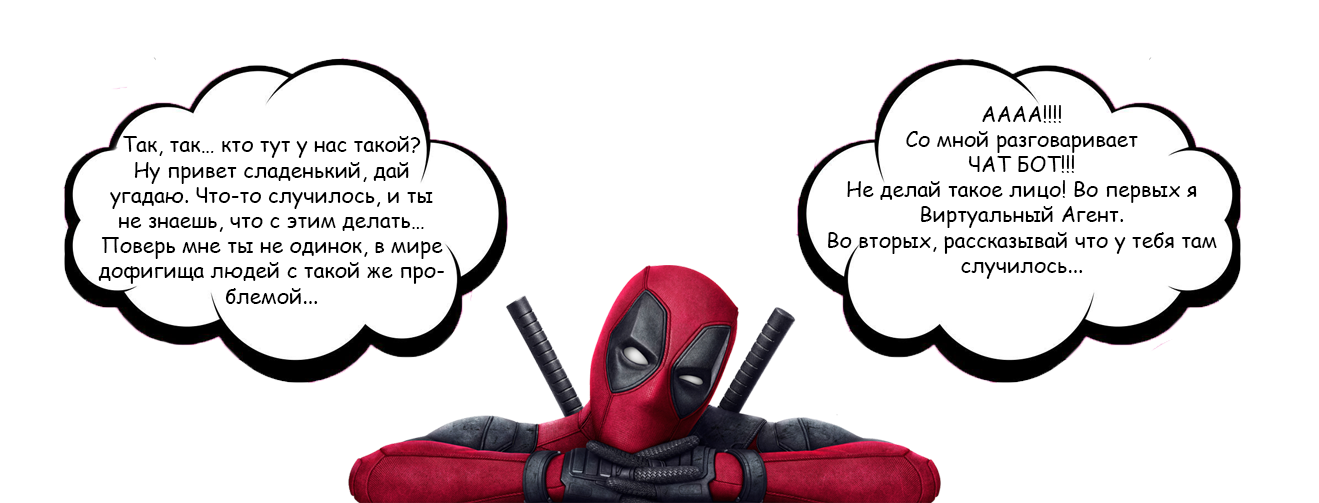 Так, так... кто тут у нас такой?
Ну привет сладенький, дай
угадаю. Что-то случилось, и ты
не знаешь, что с этим делать...
Поверь мне ты не одинок, в мире
дофигища людей с такой же про-
блемой...
АААА!!!!
Со мной разговаривает
ЧАТ БОТ!!!
Не делай такое лицо! Во первых я
Виртуальный Агент.
Во вторых, рассказывай что у тебя там
случилось...